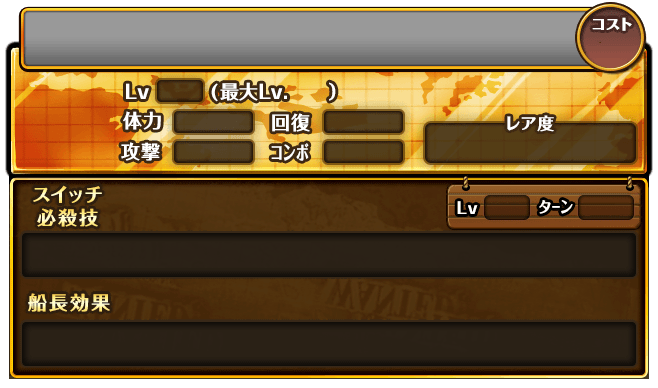 コスト
Lv (最大Lv. )
体力 回復
レア度
攻撃 コンボ
スイッチ
必殺技
Lv ターン
船長効果